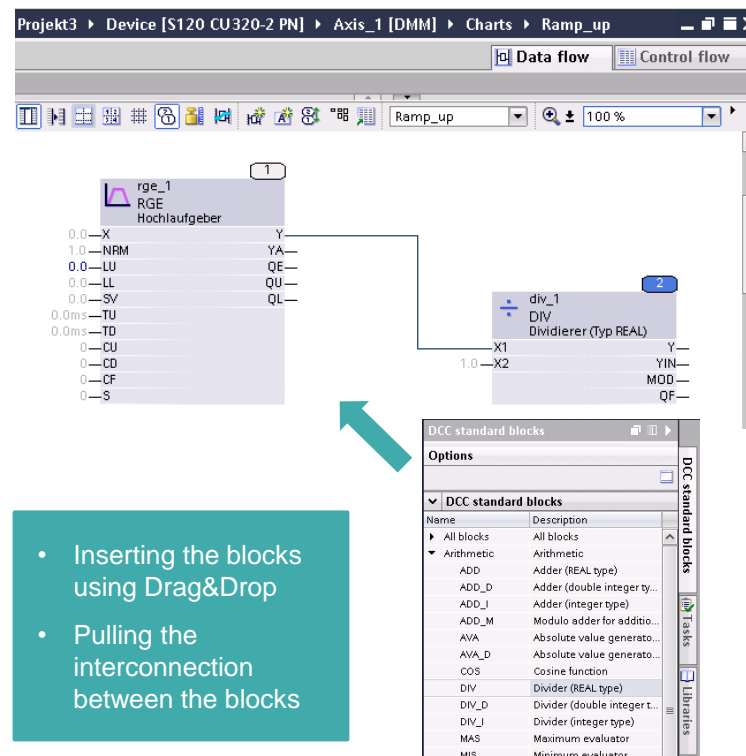 Projekt3 ▸ Device [S120 CU320-2 PN] ▸ Axis_1 [DMM] ▸ Charts ▸ Ramp_up
Data flow
Control flow
Ramp_up
100 %
1
rge_1
RGE
Hochlaufgeber
0.0 X Y
1.0 NRM YA
0.0 LU QE
0.0 LL QU
0.0 SV QL
0.0ms TU
0.0ms TD
0 CU
0 CD
0 CF
0 S
2
div_1
DIV
Dividierer (Typ REAL)
X1 Y
1.0 X2 YIN
MOD
QF
DCC standard blocks
Options
DCC standard blocks
Name Description
All blocks All blocks
Arithmetic Arithmetic
ADD Adder (REAL type)
ADD_D Adder (double integer ty...
ADD_I Adder (integer type)
ADD_M Modulo adder for additio...
AVA Absolute value generato...
AVA_D Absolute value generato...
COS Cosine function
DIV Divider (REAL type)
DIV_D Divider (double integer t...
DIV_I Divider (integer type)
MAS Maximum evaluator
MIS Minimum evaluator
DCC standard blocks
Tasks
Libraries
• Inserting the blocks
using Drag&Drop
• Pulling the
interconnection
between the blocks